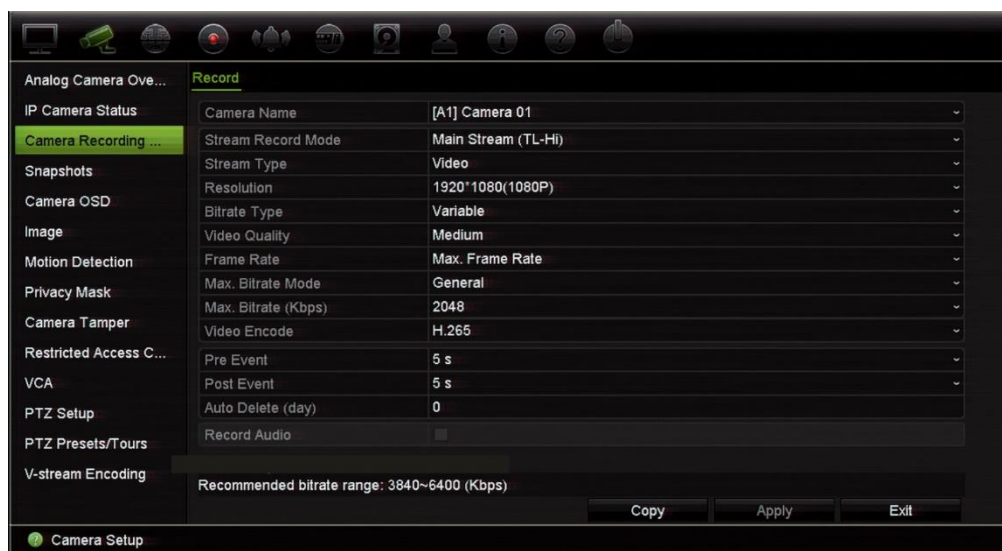 Analog Camera Ove...
IP Camera Status
Camera Recording ...
Snapshots
Camera OSD
Image
Motion Detection
Privacy Mask
Camera Tamper
Restricted Access C...
VCA
PTZ Setup
PTZ Presets/Tours
V-stream Encoding
Record
Camera Name [A1] Camera 01
Stream Record Mode Main Stream (TL-Hi)
Stream Type Video
Resolution 1920*1080(1080P)
Bitrate Type Variable
Video Quality Medium
Frame Rate Max. Frame Rate
Max. Bitrate Mode General
Max. Bitrate (Kbps) 2048
Video Encode H.265
Pre Event 5 s
Post Event 5 s
Auto Delete (day) 0
Record Audio
Recommended bitrate range: 3840~6400 (Kbps)
Copy Apply Exit
Camera Setup